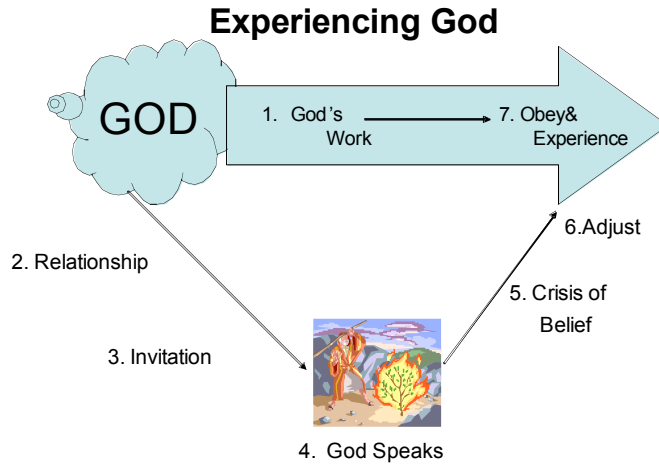 Experiencing God
GOD
1. God's
Work
7. Obey&
Experience
2. Relationship
3. Invitation
4. God Speaks
5. Crisis of
Belief
6.Adjust